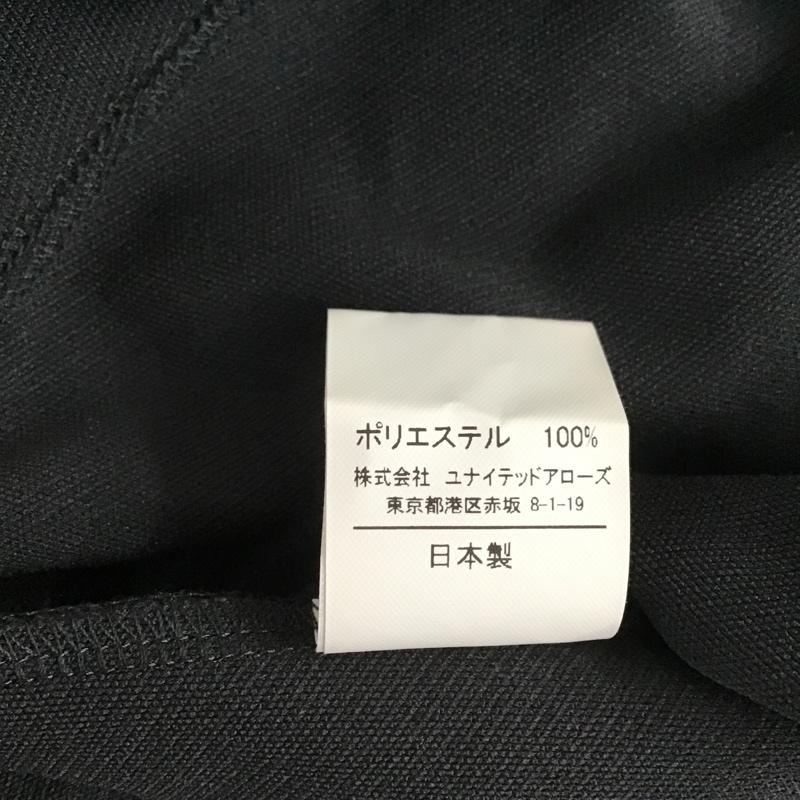 ポリエステル 100%
株式会社 ユナイテッドアローズ
東京都港区赤坂 8-1-19
日本製